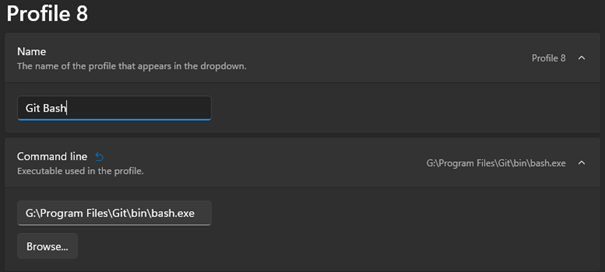 Profile 8
Name
The name of the profile that appears in the dropdown.
Profile 8
Git Bash
Command line
Executable used in the profile.
G:\Program Files\Git\bin\bash.exe
G:\Program Files\Git\bin\bash.exe
Browse...